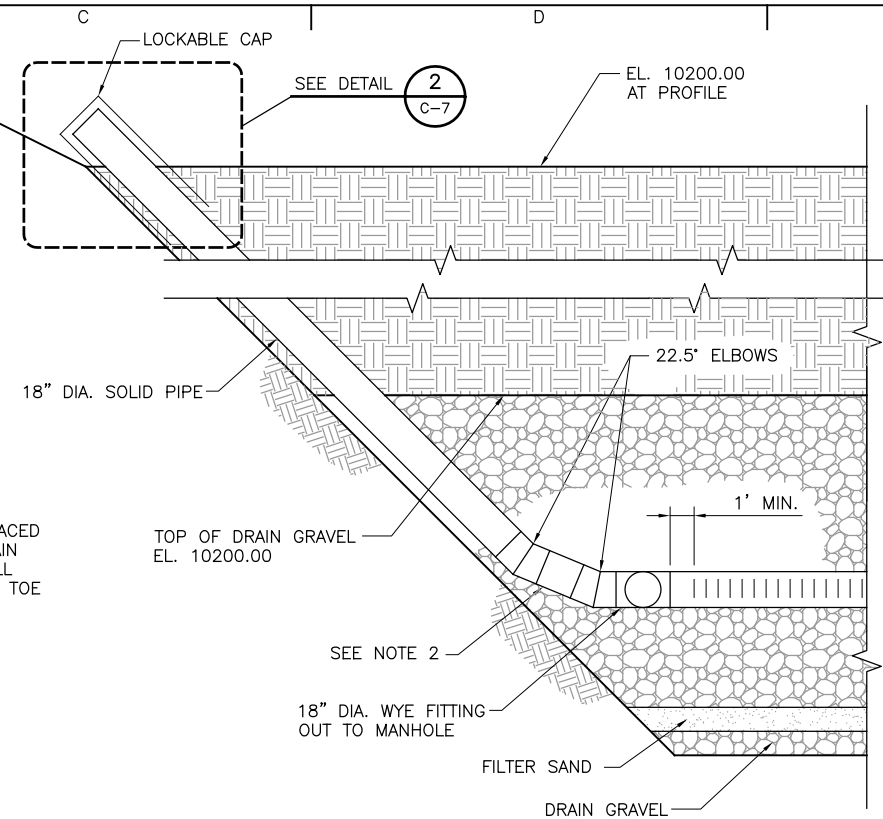 C
D
LOCKABLE CAP
SEE DETAIL
2
C-7
EL. 10200.00
AT PROFILE
22.5° ELBOWS
18" DIA. SOLID PIPE
1' MIN.
ACED
AIN
LL
TOE
TOP OF DRAIN GRAVEL
EL. 10200.00
SEE NOTE 2
18" DIA. WYE FITTING
OUT TO MANHOLE
FILTER SAND
DRAIN GRAVEL